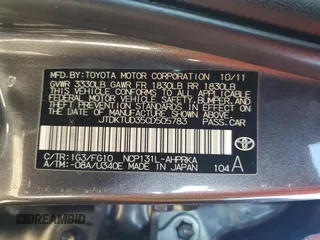 MFD.BY:TOYOTA MOTOR CORPORATION 10/11
GVWR 3330LB GAWR FR 1830LB RR 1830LB
THIS VEHICLE CONFORMS TO ALL APPLICABLE
FEDERAL MOTOR VEHICLE SAFETY, BUMPER, AND
THEFT PREVENTION STANDARDS IN EFFECT ON
THE DATE OF MANUFACTURE SHOWN ABOVE.
JTDKTUD35CD505783 PASS.CAR
C/TR:1G3/FG10 NCP131L-AHPRKA
A/TM:-08A/U340E MADE IN JAPAN 104 A
DREAMBID